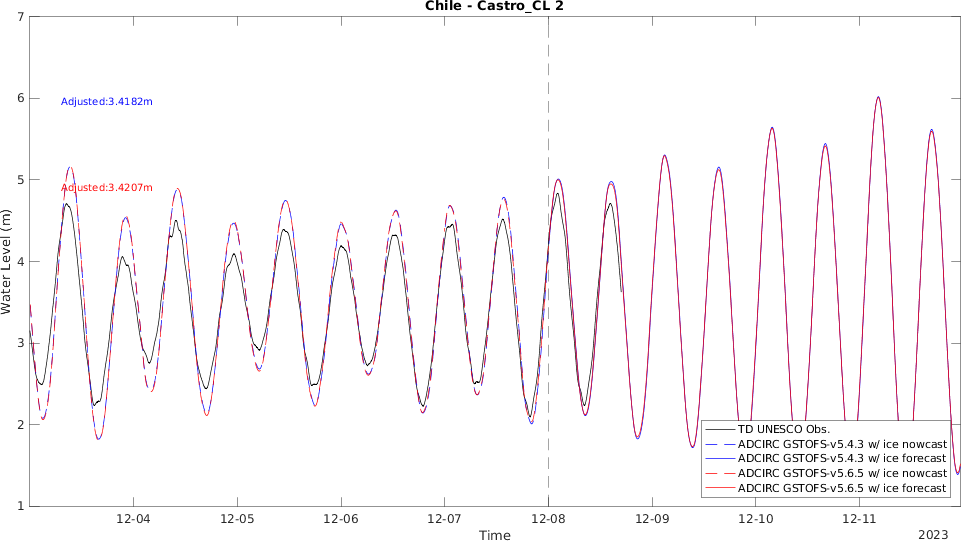 Chile - Castro_CL 2
7
6
5
4
3
2
1
Water Level (m)
Adjusted:3.4182m
Adjusted:3.4207m
TD UNESCO Obs.
ADCIRC GSTOFS-v5.4.3 w/ ice nowcast
ADCIRC GSTOFS-v5.4.3 w/ ice forecast
ADCIRC GSTOFS-v5.6.5 w/ ice nowcast
ADCIRC GSTOFS-v5.6.5 w/ ice forecast
12-04 12-05 12-06 12-07 12-08 12-09 12-10 12-11
Time
2023